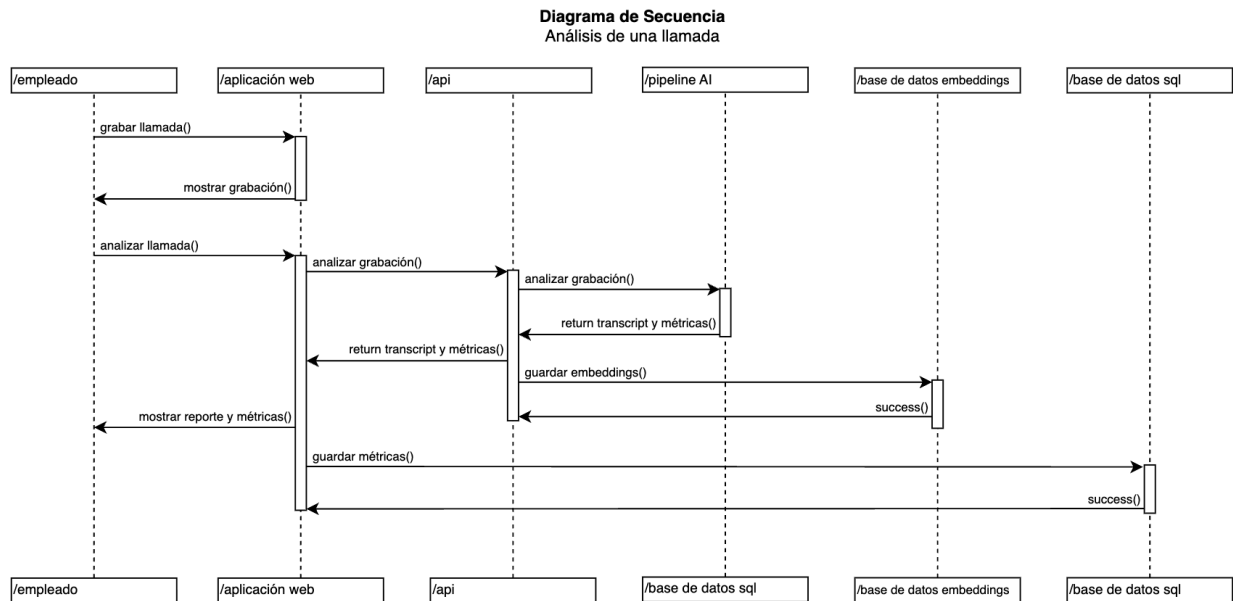 Diagrama de Secuencia
Análisis de una llamada
/empleado
/aplicación web
/api
/pipeline AI
/base de datos embeddings
/base de datos sql
grabar llamada()
mostrar grabación()
analizar llamada()
analizar grabación()
analizar grabación()
return transcript y métricas()
return transcript y métricas()
guardar embeddings()
success()
mostrar reporte y métricas()
guardar métricas()
success()
/empleado
/aplicación web
/api
/base de datos sql
/base de datos embeddings
/base de datos sql